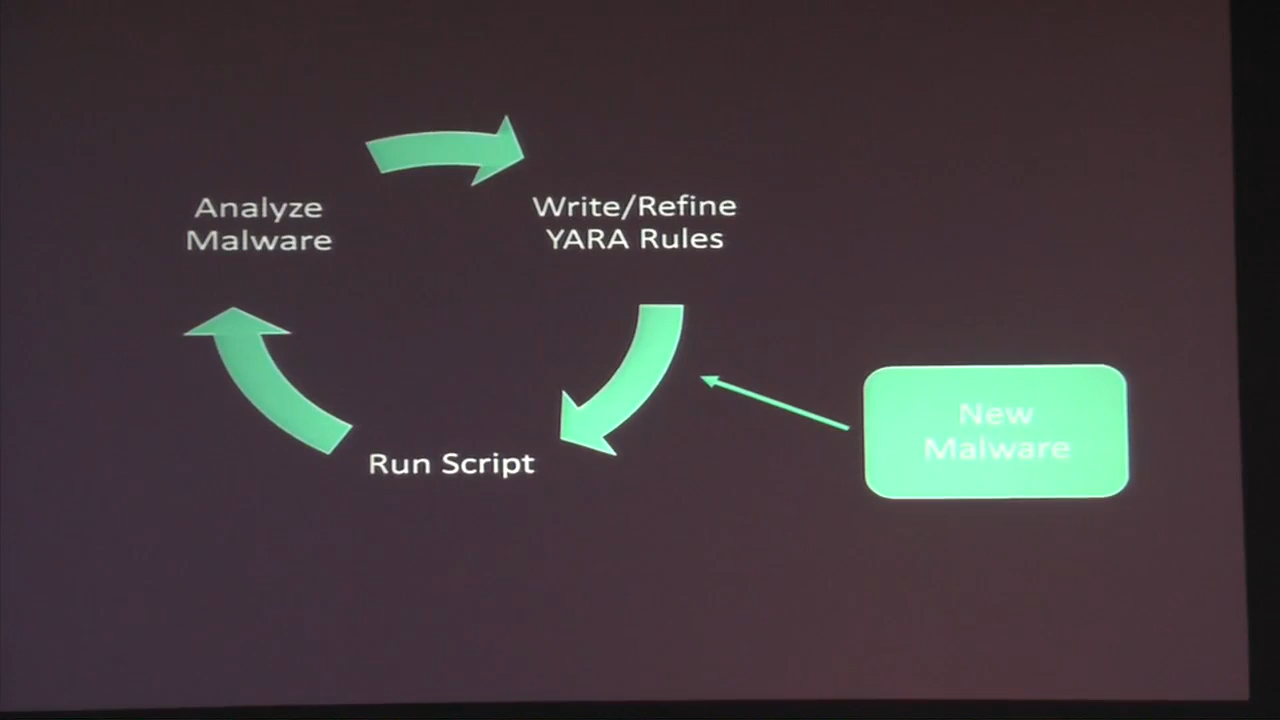 Analyze
Malware
Write/Refine
YARA Rules
Run Script
New
Malware